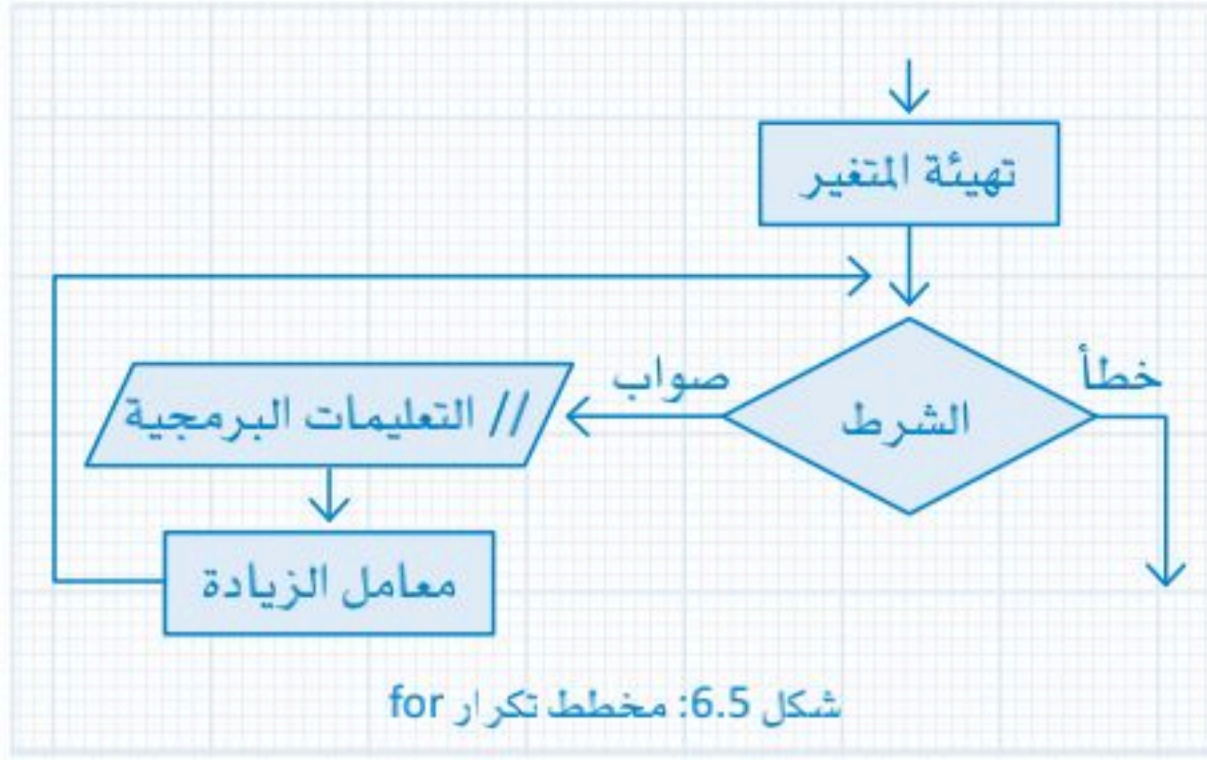 تهيئة المتغير
الشرط
خطأ
صواب
// التعليمات البرمجية
معامل الزيادة
شكل 6.5: مخطط تكرار for